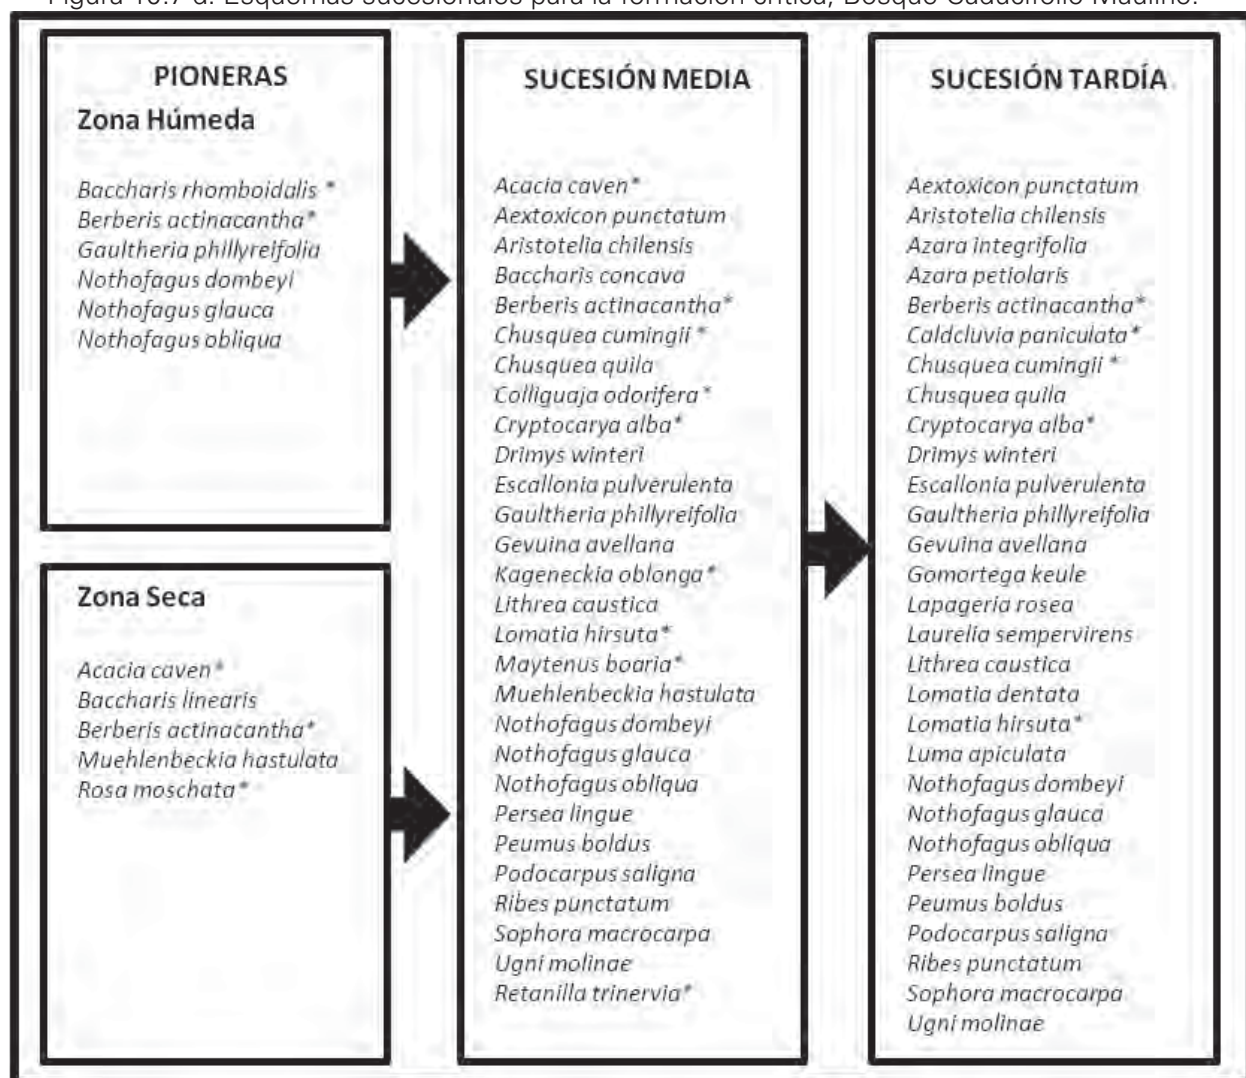 Figura 10.7 a. Esquemas sucesionales para la formación crítica, Bosque Caducifolio Maulino.
PIONERAS
Zona Húmeda
Baccharis rhomboidalis *
Berberis actinacantha*
Gaultheria phillyreifolia
Nothofagus dombeyi
Nothofagus glauca
Nothofagus obliqua
Zona Seca
Acacia caven*
Baccharis linearis
Berberis actinacantha*
Muehlenbeckia hastulata
Rosa moschata*
SUCESIÓN MEDIA
Acacia caven*
Aextoxicon punctatum
Aristotelia chilensis
Baccharis concava
Berberis actinacantha*
Chusquea cumingii *
Chusquea quila
Colliguaja odorifera *
Cryptocarya alba*
Drimys winteri
Escallonia pulverulenta
Gaultheria phillyreifolia
Gevuina avellana
Kageneckia oblonga*
Lithrea caustica
Lomatia hirsuta*
Maytenus boaria*
Muehlenbeckia hastulata
Nothofagus dombeyi
Nothofagus glauca
Nothofagus obliqua
Persea lingue
Peumus boldus
Podocarpus saligna
Ribes punctatum
Sophora macrocarpa
Ugni molinae
Retanilla trinervia*
SUCESIÓN TARDÍA
Aextoxicon punctatum
Aristotelia chilensis
Azara integrifolia
Azara petiolaris
Berberis actinacantha*
Caldcluvia paniculata*
Chusquea cumingii *
Chusquea quila
Cryptocarya alba*
Drimys winteri
Escallonia pulverulenta
Gaultheria phillyreifolia
Gevuina avellana
Gomortega keule
Lapageria rosea
Laurelia sempervirens
Lithrea caustica
Lomatia dentata
Lomatia hirsuta*
Luma apiculata
Nothofagus dombeyi
Nothofagus glauca
Nothofagus obliqua
Persea lingue
Peumus boldus
Podocarpus saligna
Ribes punctatum
Sophora macrocarpa
Ugni molinae